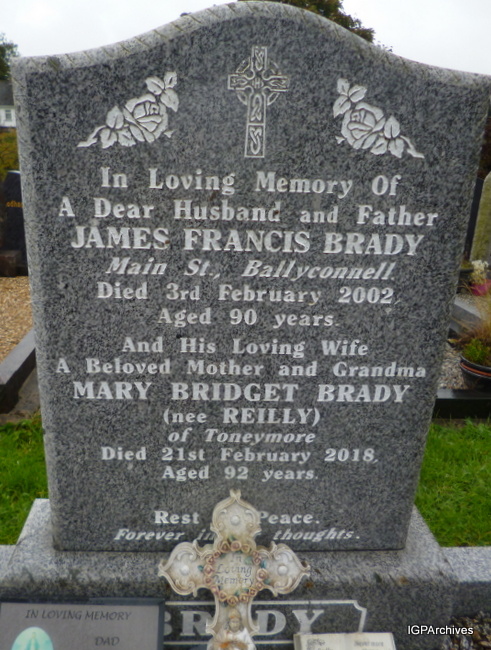 In Loving Memory Of
A Dear Husband and Father
JAMES FRANCIS BRADY
Main St., Ballyconnell.
Died 3rd February 2002,
Aged 90 years.
And His Loving Wife
A Beloved Mother and Grandma
MARY BRIDGET BRADY
(nee REILLY)
of Toneymore
Died 21st February 2018,
Aged 92 years.
Rest Peace.
Forever in thoughts.
Loving
Memory
BRADY
IN LOVING MEMORY
DAD
IGPArchives